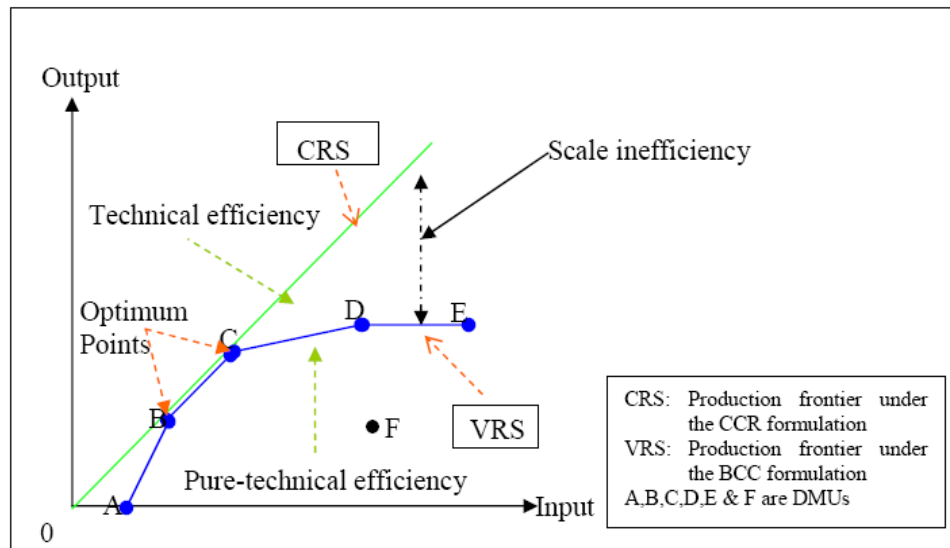 Output
CRS
Scale inefficiency
Technical efficiency
Optimum
Points
D
E
C
B
F
VRS
Pure-technical efficiency
A
Input
0
CRS: Production frontier under
the CCR formulation
VRS: Production frontier under
the BCC formulation
A,B,C,D,E & F are DMUs